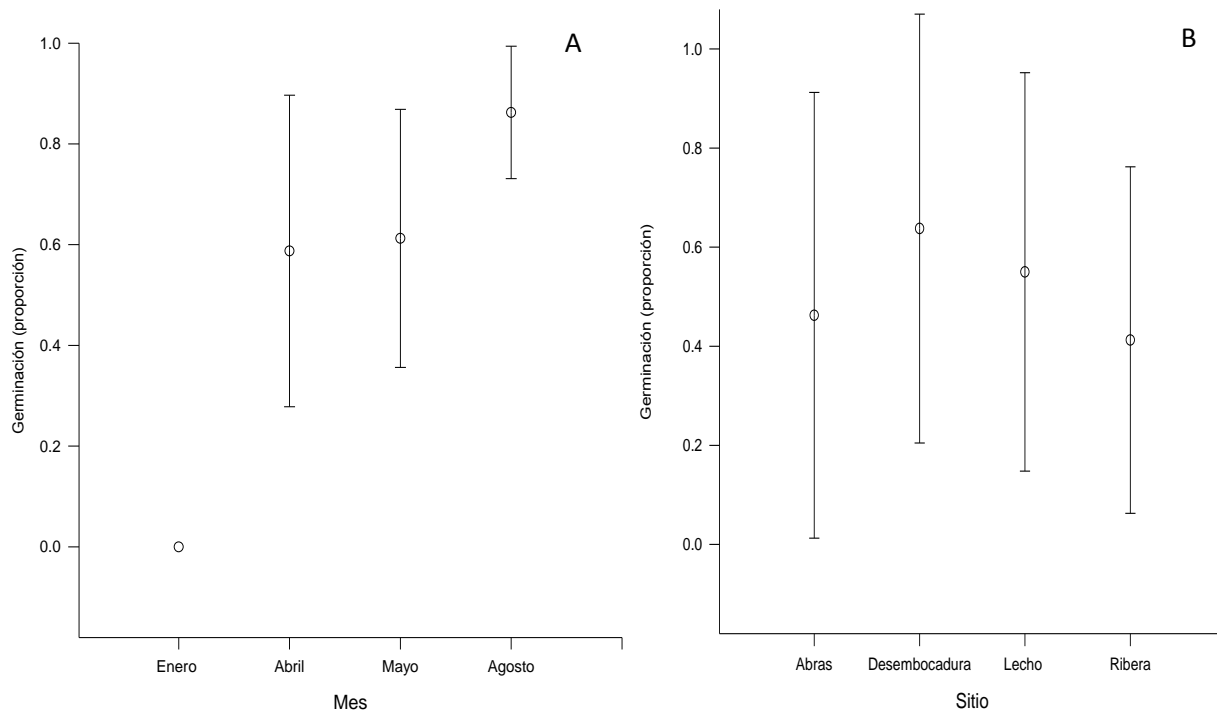 A
Germinación (proporción)
1.0
0.8
0.6
0.4
0.2
0.0
Enero
Abril
Mayo
Agosto
Mes
B
Germinación (proporción)
1.0
0.8
0.6
0.4
0.2
0.0
Abras
Desembocadura
Lecho
Ribera
Sitio